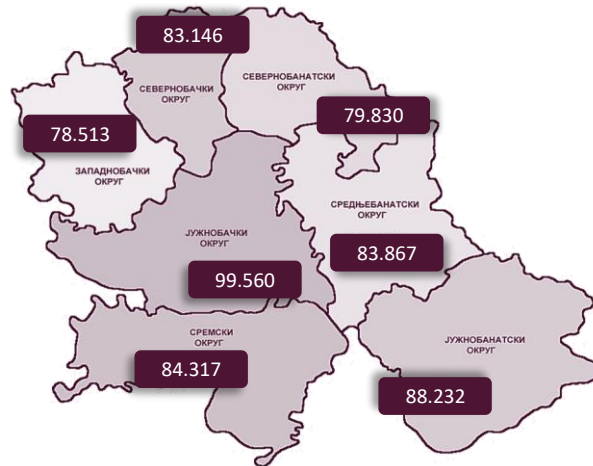 83.146
СЕВЕРНОБАЧКИ
ОКРУГ
СЕВЕРНОБАНАТСКИ
ОКРУГ
79.830
78.513
ЗАПАДНОБАЧКИ
ОКРУГ
СРЕДЊЕБАНАТСКИ
ОКРУГ
83.867
ЈУЖНОБАЧКИ
ОКРУГ
99.560
СРЕМСКИ
ОКРУГ
84.317
ЈУЖНОБАНАТСКИ
ОКРУГ
88.232